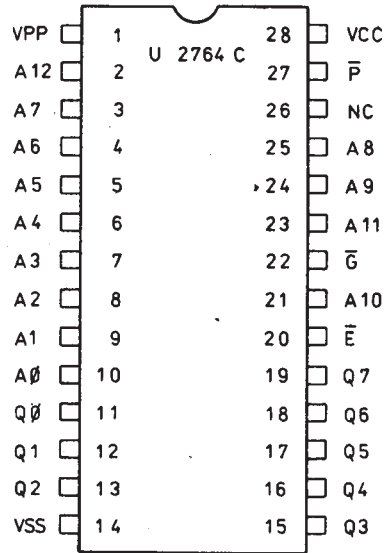 VPP 1 28 VCC
U 2764 C
A12 2 27 P̅
A7 3 26 NC
A6 4 25 A8
A5 5 24 A9
A4 6 23 A11
A3 7 22 G̅
A2 8 21 A10
A1 9 20 E̅
AØ 10 19 Q7
QØ 11 18 Q6
Q1 12 17 Q5
Q2 13 16 Q4
VSS 14 15 Q3